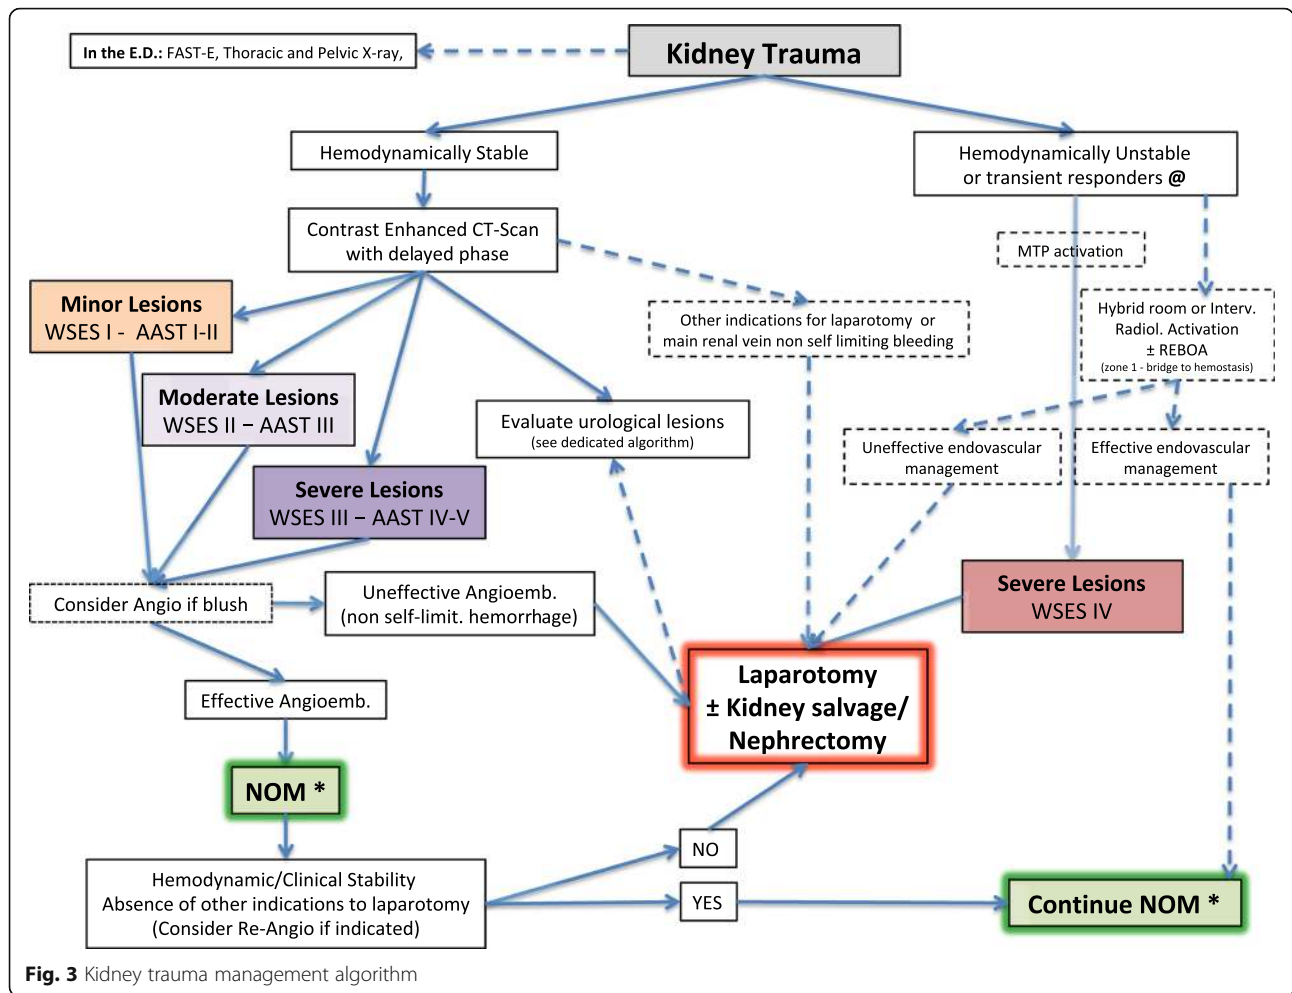 Kidney Trauma
In the E.D.: FAST-E, Thoracic and Pelvic X-ray,
Hemodynamically Stable
Hemodynamically Unstable
or transient responders @
Contrast Enhanced CT-Scan
with delayed phase
MTP activation
Minor Lesions
WSES I - AAST I-II
Hybrid room or Interv.
Radiol. Activation
± REBOA
(zone 1 - bridge to hemostasis)
Other indications for laparotomy or
main renal vein non self limiting bleeding
Moderate Lesions
WSES II – AAST III
Evaluate urological lesions
(see dedicated algorithm)
Uneffective endovascular
management
Effective endovascular
management
Severe Lesions
WSES III – AAST IV-V
Consider Angio if blush
Uneffective Angioemb.
(non self-limit. hemorrhage)
Severe Lesions
WSES IV
Laparotomy
± Kidney salvage/
Nephrectomy
Effective Angioemb.
NOM *
Hemodynamic/Clinical Stability
Absence of other indications to laparotomy
(Consider Re-Angio if indicated)
NO
YES
Continue NOM *
Fig. 3 Kidney trauma management algorithm